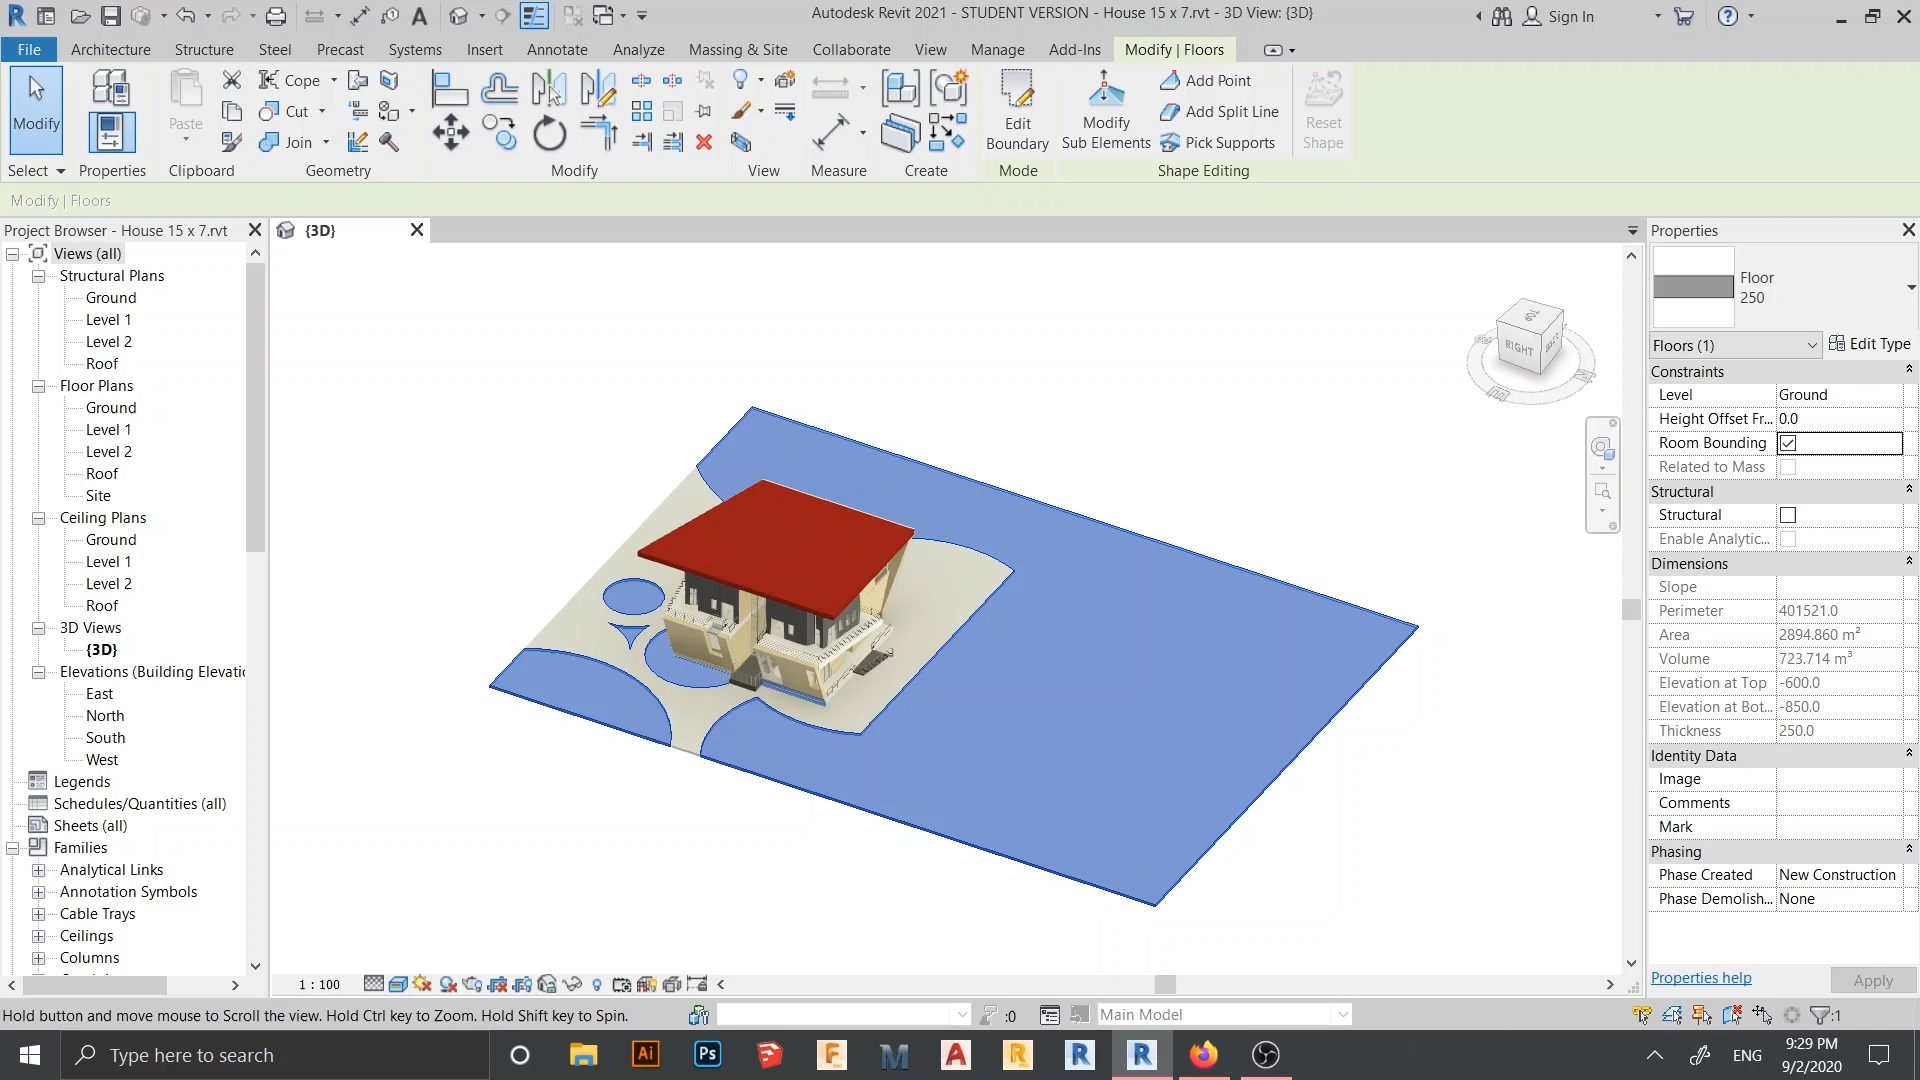 Autodesk Revit 2021 - STUDENT VERSION - House 15 x 7.rvt - 3D View: {3D}
Sign In
File
Architecture
Structure
Steel
Precast
Systems
Insert
Annotate
Analyze
Massing & Site
Collaborate
View
Manage
Add-Ins
Modify | Floors
Modify
Paste
Cope
Cut
Join
Edit
Boundary
Modify
Sub Elements
Add Point
Add Split Line
Pick Supports
Reset
Shape
Select
Properties
Clipboard
Geometry
Modify
View
Measure
Create
Mode
Shape Editing
Modify | Floors
Project Browser - House 15 x 7.rvt
Views (all)
Structural Plans
Ground
Level 1
Level 2
Roof
Floor Plans
Ground
Level 1
Level 2
Roof
Site
Ceiling Plans
Ground
Level 1
Level 2
Roof
3D Views
{3D}
Elevations (Building Elevati
East
North
South
West
Legends
Schedules/Quantities (all)
Sheets (all)
Families
Analytical Links
Annotation Symbols
Cable Trays
Ceilings
Columns
{3D}
TOP
RIGHT
BACK
1 : 100
Properties
Floor
250
Floors (1)
Edit Type
Constraints
Level Ground
Height Offset Fr... 0.0
Room Bounding
Related to Mass
Structural
Structural
Enable Analytic...
Dimensions
Slope
Perimeter 401521.0
Area 2894.860 m²
Volume 723.714 m³
Elevation at Top -600.0
Elevation at Bot... -850.0
Thickness 250.0
Identity Data
Image
Comments
Mark
Phasing
Phase Created New Construction
Phase Demolish... None
Properties help
Apply
Hold button and move mouse to Scroll the view. Hold Ctrl key to Zoom. Hold Shift key to Spin.
:0
Main Model
:1
Type here to search
Ai
Ps
ENG
9:29 PM
9/2/2020